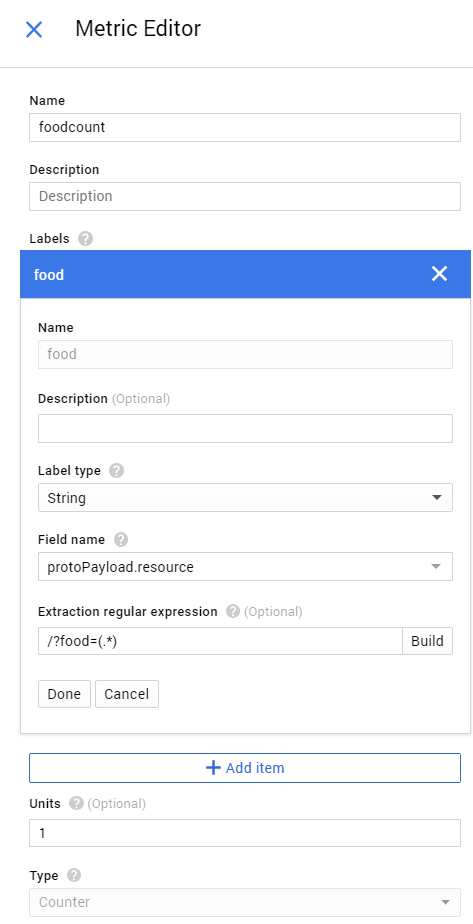 Metric Editor
Name
foodcount
Description
Description
Labels ?
food
Name
food
Description (Optional)
Label type ?
String
Field name ?
protoPayload.resource
Extraction regular expression ? (Optional)
/?food=(.*) Build
Done Cancel
+ Add item
Units ? (Optional)
1
Type ?
Counter